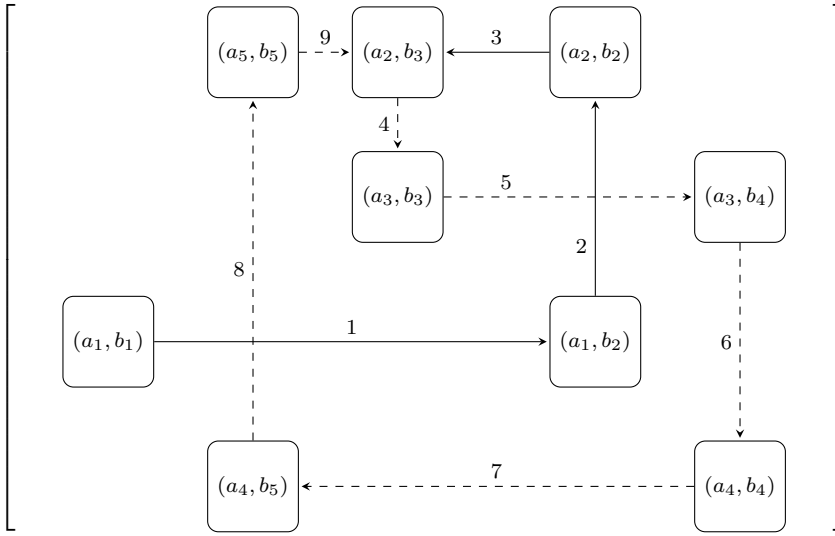 9 3
(a₅, b₅) (a₂, b₃) (a₂, b₂)
4
5
(a₃, b₃) (a₃, b₄)
2
8
1
(a₁, b₁) (a₁, b₂) 6
7
(a₄, b₅) (a₄, b₄)